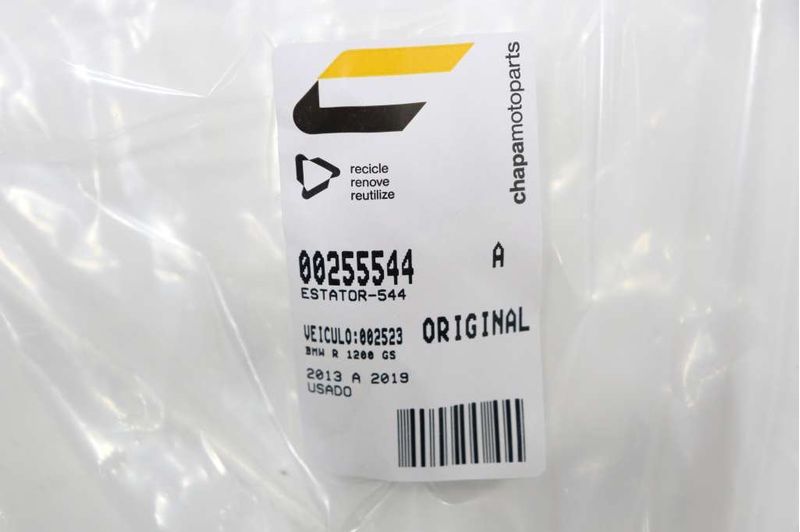 chapamotoparts
recicle
renove
reutilize
00255544 A
ESTATOR-544
VEICULO:002523 ORIGINAL
BMW R 1200 GS
2013 A 2019
USADO